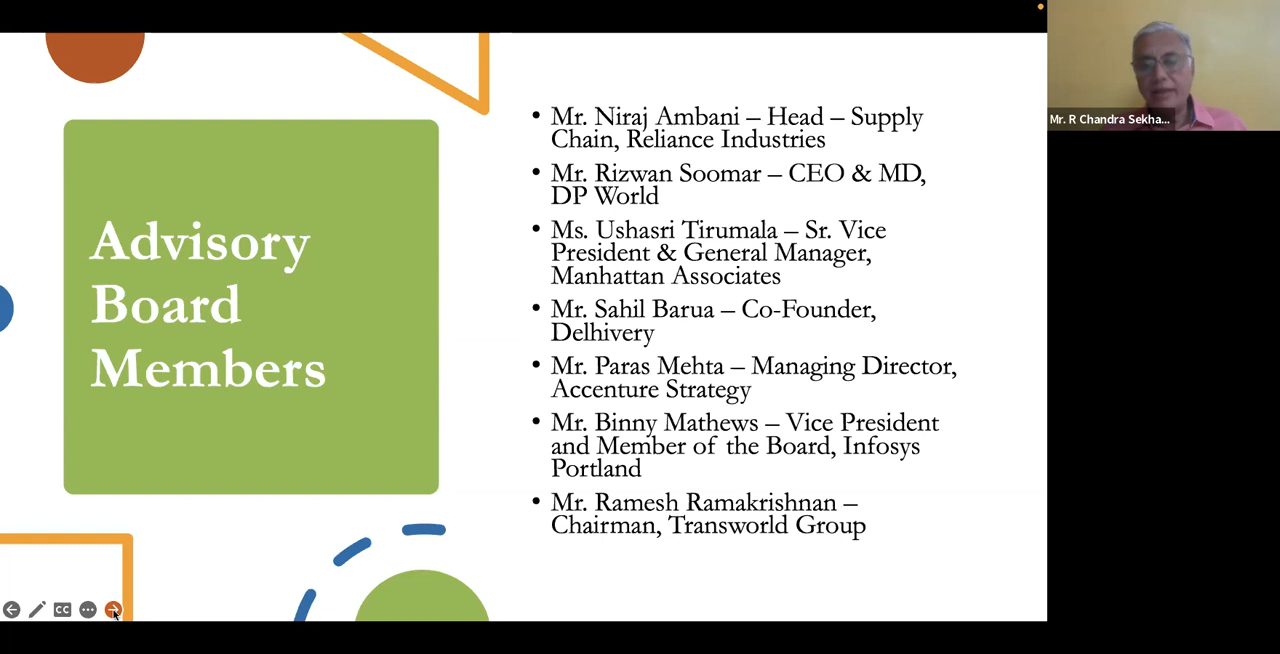 Advisory
Board
Members
• Mr. Niraj Ambani – Head – Supply
Chain, Reliance Industries
• Mr. Rizwan Soomar – CEO & MD,
DP World
• Ms. Ushasri Tirumala – Sr. Vice
President & General Manager,
Manhattan Associates
• Mr. Sahil Barua – Co-Founder,
Delhivery
• Mr. Paras Mehta – Managing Director,
Accenture Strategy
• Mr. Binny Mathews – Vice President
and Member of the Board, Infosys
Portland
• Mr. Ramesh Ramakrishnan –
Chairman, Transworld Group
Mr. R Chandra Sekha...
CC